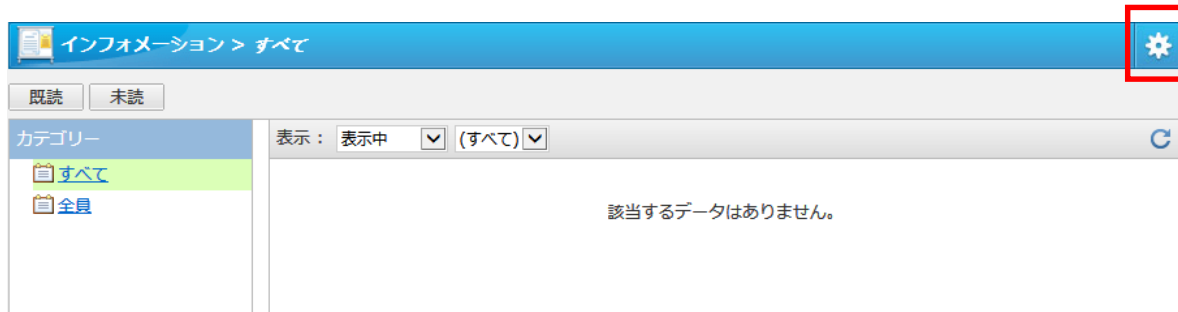 インフォメーション > すべて
既読 未読
カテゴリー
表示： 表示中 (すべて)
すべて
全員
該当するデータはありません。